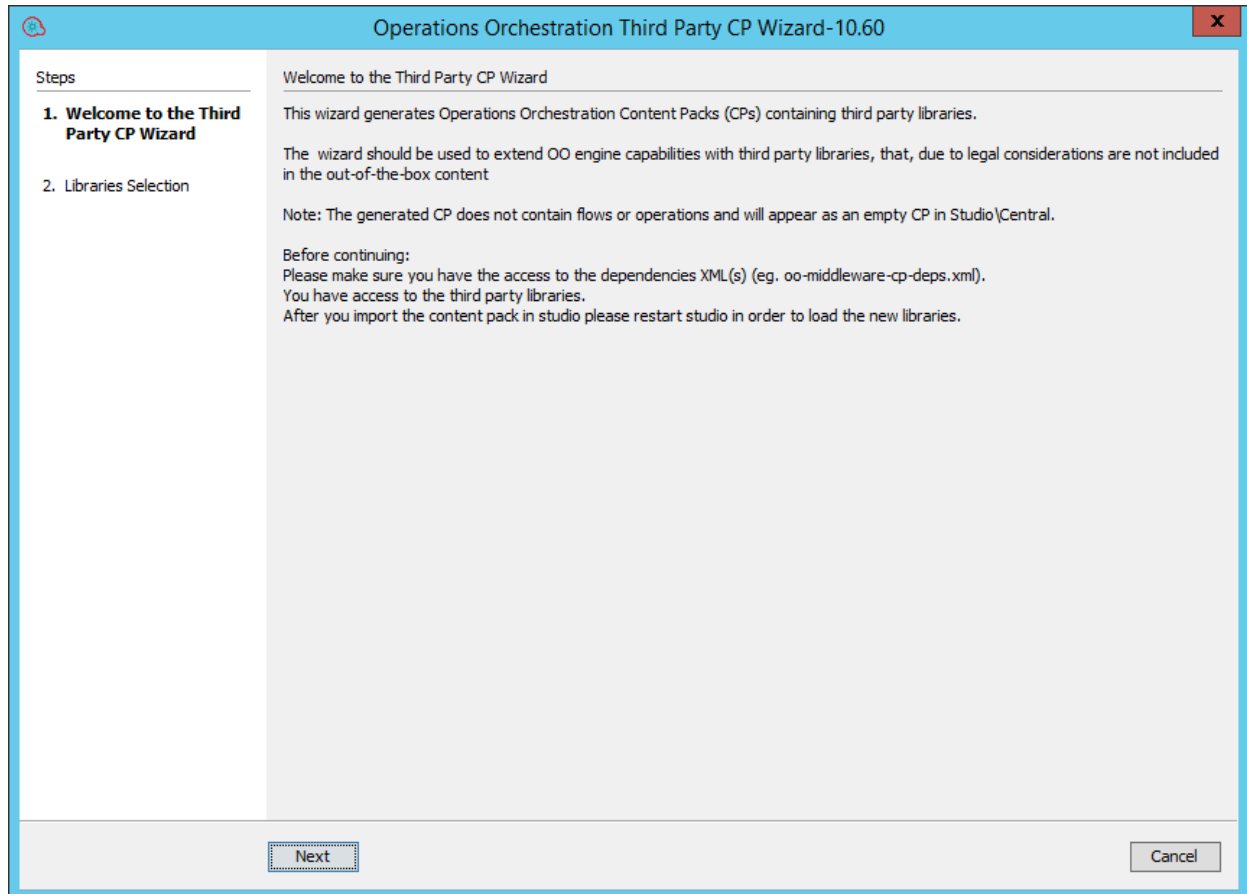 Operations Orchestration Third Party CP Wizard-10.60
x
Steps
1. Welcome to the Third
Party CP Wizard
2. Libraries Selection
Welcome to the Third Party CP Wizard
This wizard generates Operations Orchestration Content Packs (CPs) containing third party libraries.
The wizard should be used to extend OO engine capabilities with third party libraries, that, due to legal considerations are not included
in the out-of-the-box content
Note: The generated CP does not contain flows or operations and will appear as an empty CP in Studio\Central.
Before continuing:
Please make sure you have the access to the dependencies XML(s) (eg. oo-middleware-cp-deps.xml).
You have access to the third party libraries.
After you import the content pack in studio please restart studio in order to load the new libraries.
Next
Cancel